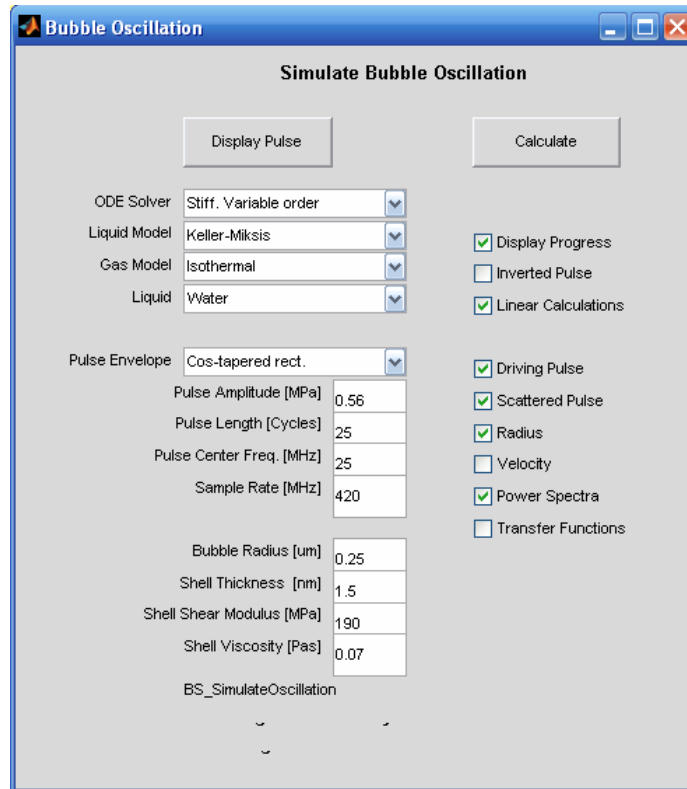 Bubble Oscillation
Simulate Bubble Oscillation
Display Pulse
Calculate
ODE Solver Stiff. Variable order
Liquid Model Keller-Miksis
Gas Model Isothermal
Liquid Water
Display Progress
Inverted Pulse
Linear Calculations
Pulse Envelope Cos-tapered rect.
Pulse Amplitude [MPa] 0.56
Pulse Length [Cycles] 25
Pulse Center Freq. [MHz] 25
Sample Rate [MHz] 420
Driving Pulse
Scattered Pulse
Radius
Velocity
Power Spectra
Transfer Functions
Bubble Radius [um] 0.25
Shell Thickness [nm] 1.5
Shell Shear Modulus [MPa] 190
Shell Viscosity [Pas] 0.07
BS_SimulateOscillation